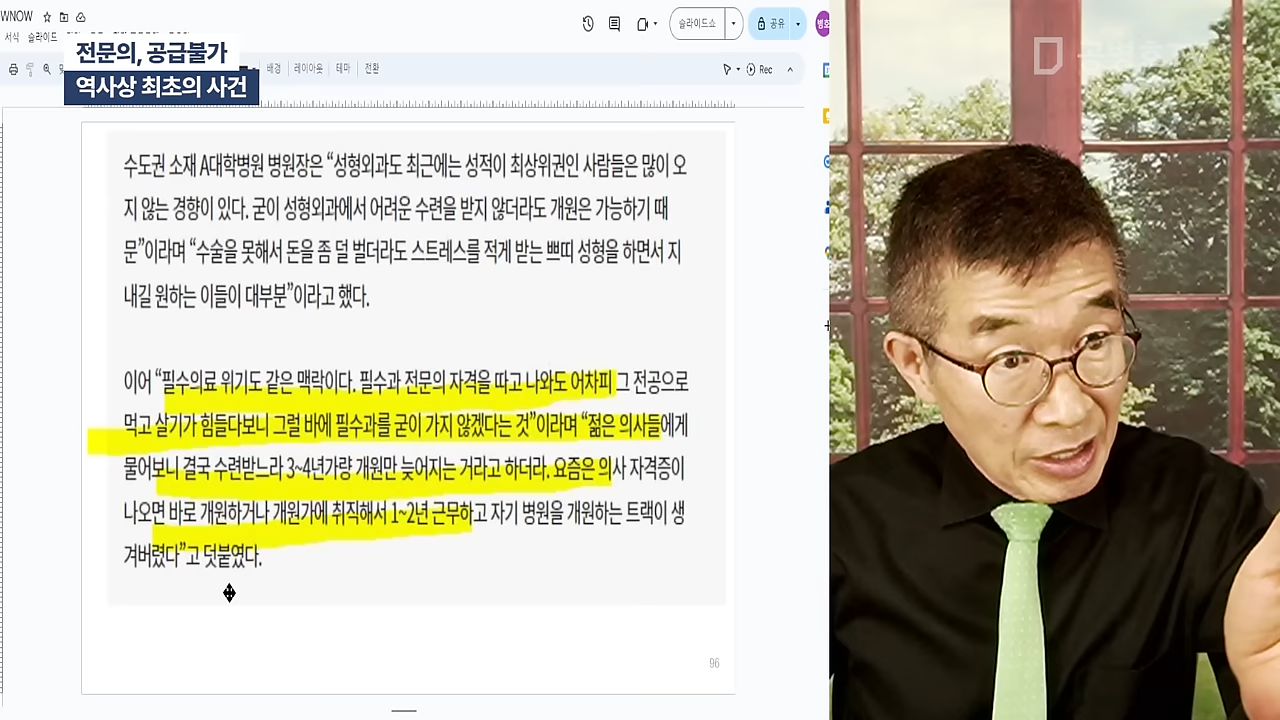 WNOW
서식 슬라이드
슬라이드쇼
공유
병호
전문의, 공급불가
역사상 최초의 사건
배경 레이아웃 테마 전환
Rec
수도권 소재 A대학병원 병원장은 “성형외과도 최근에는 성적이 최상위권인 사람들은 많이 오
지 않는 경향이 있다. 굳이 성형외과에서 어려운 수련을 받지 않더라도 개원은 가능하기 때
문”이라며 “수술을 못해서 돈을 좀 덜 벌더라도 스트레스를 적게 받는 쁘띠 성형을 하면서 지
내길 원하는 이들이 대부분”이라고 했다.
이어 “필수의료 위기도 같은 맥락이다. 필수과 전문의 자격을 따고 나와도 어차피 그 전공으로
먹고 살기가 힘들다보니 그럴 바에 필수과를 굳이 가지 않겠다는 것”이라며 “젊은 의사들에게
물어보니 결국 수련받느라 3~4년가량 개원만 늦어지는 거라고 하더라. 요즘은 의사 자격증이
나오면 바로 개원하거나 개원가에 취직해서 1~2년 근무하고 자기 병원을 개원하는 트랙이 생
겨버렸다”고 덧붙였다.
96